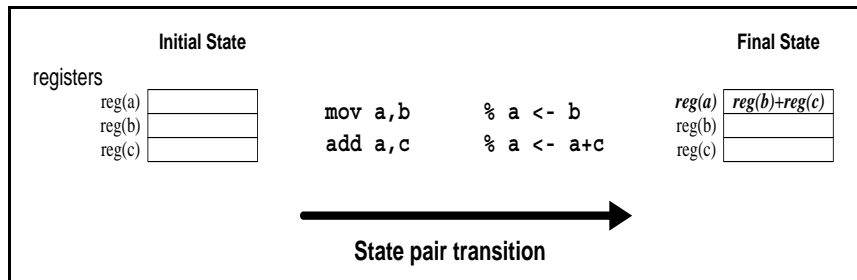 Initial State
Final State
registers
reg(a)
reg(b)
reg(c)
mov a,b % a <- b
add a,c % a <- a+c
reg(a) reg(b)+reg(c)
reg(b)
reg(c)
State pair transition